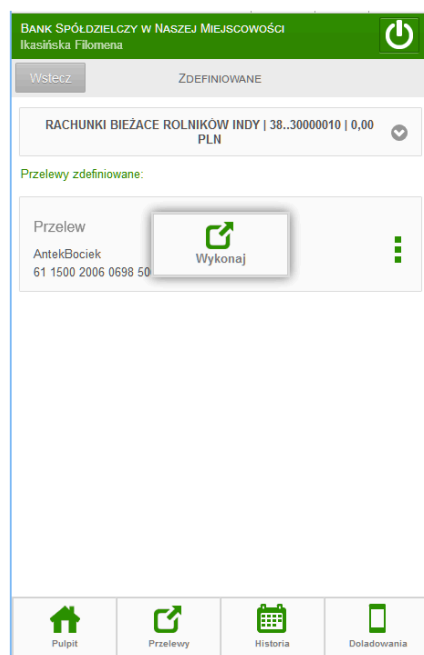 Bank Spółdzielczy w Naszej Miejscowości
Ikasińska Filomena
Wstecz
Zdefiniowane
RACHUNKI BIEŻACE ROLNIKÓW INDY | 38..30000010 | 0,00
PLN
Przelewy zdefiniowane:
Przelew
AntekBociek
61 1500 2006 0698 50
Wykonaj
Pulpit
Przelewy
Historia
Doladowania